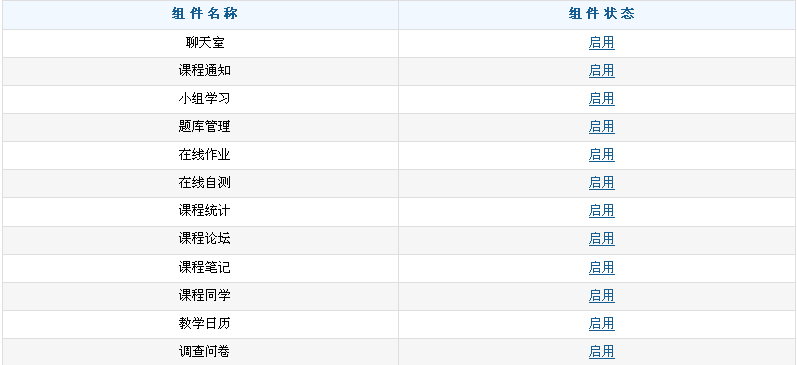 组件名称 组件状态
聊天室 启用
课程通知 启用
小组学习 启用
题库管理 启用
在线作业 启用
在线自测 启用
课程统计 启用
课程论坛 启用
课程笔记 启用
课程同学 启用
教学日历 启用
调查问卷 启用